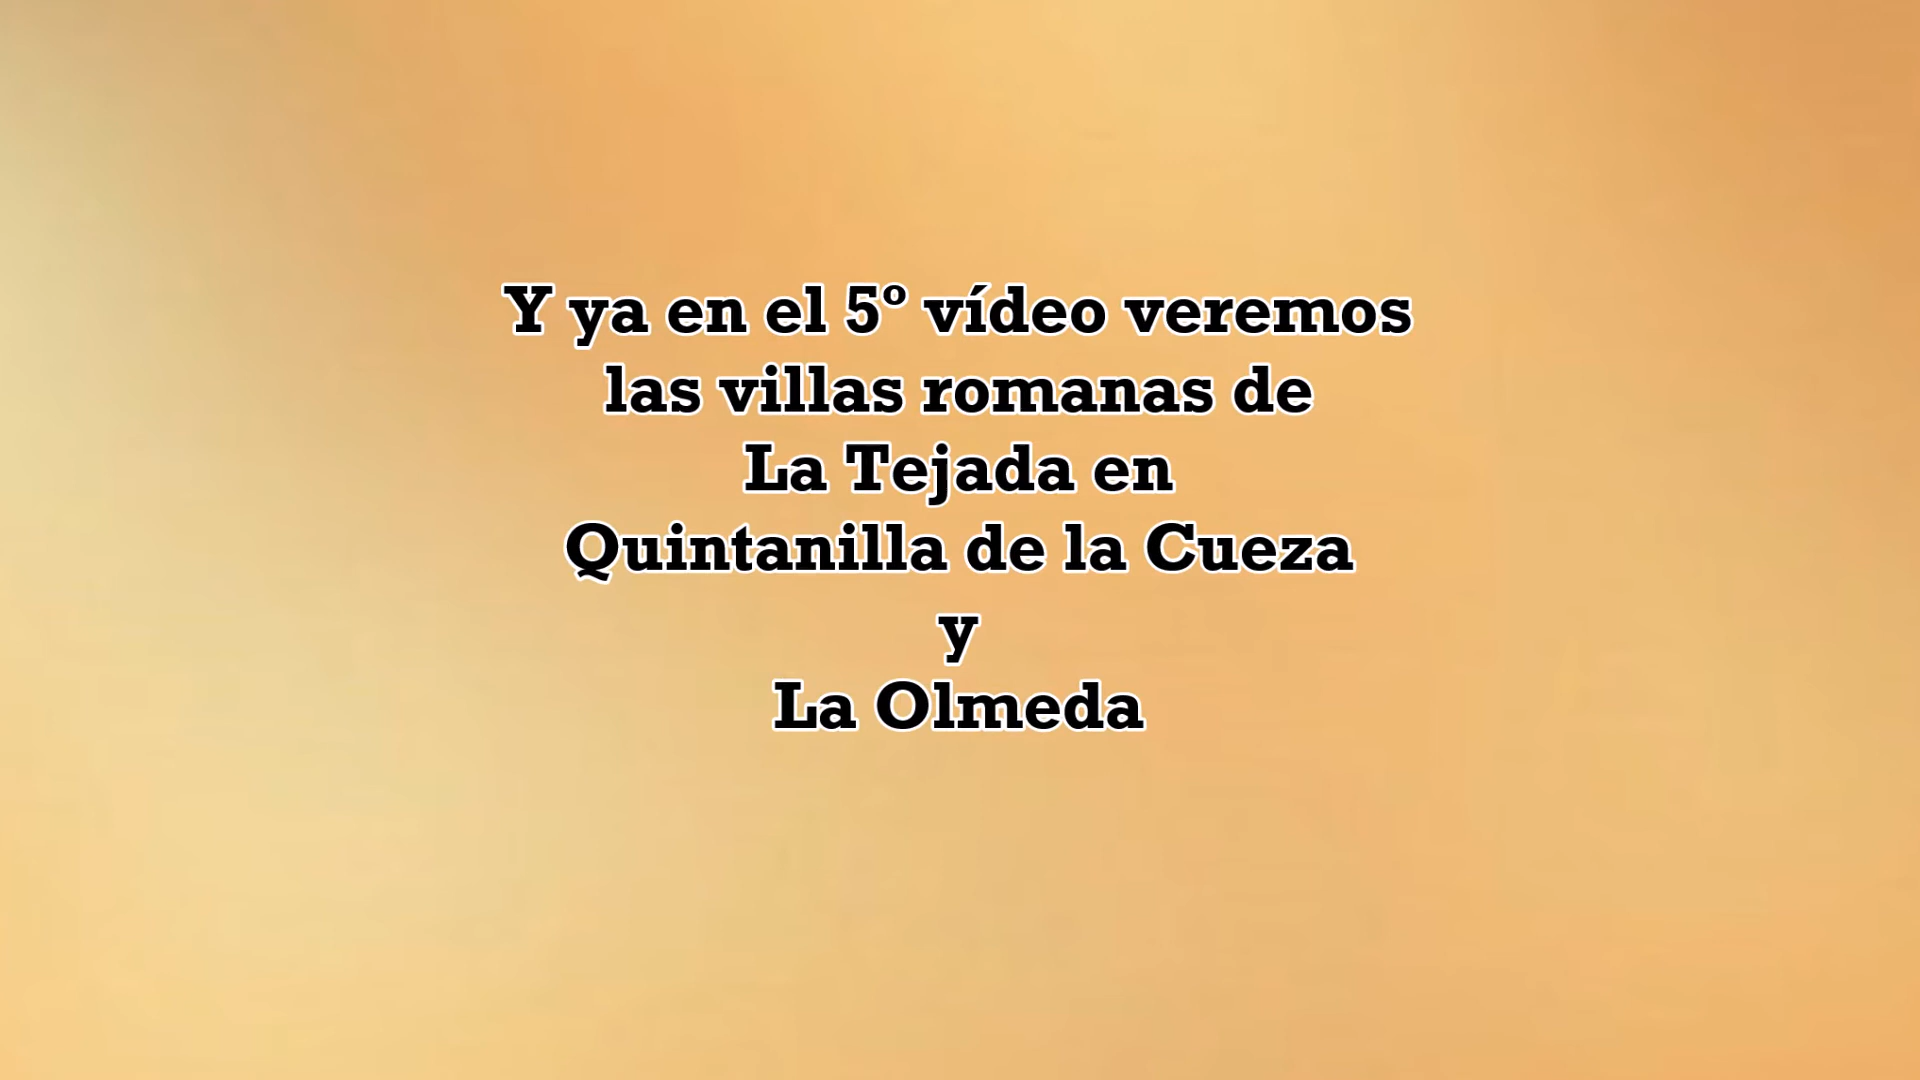 Y ya en el 5º vídeo veremos
las villas romanas de
La Tejada en
Quintanilla de la Cueza
y
La Olmeda